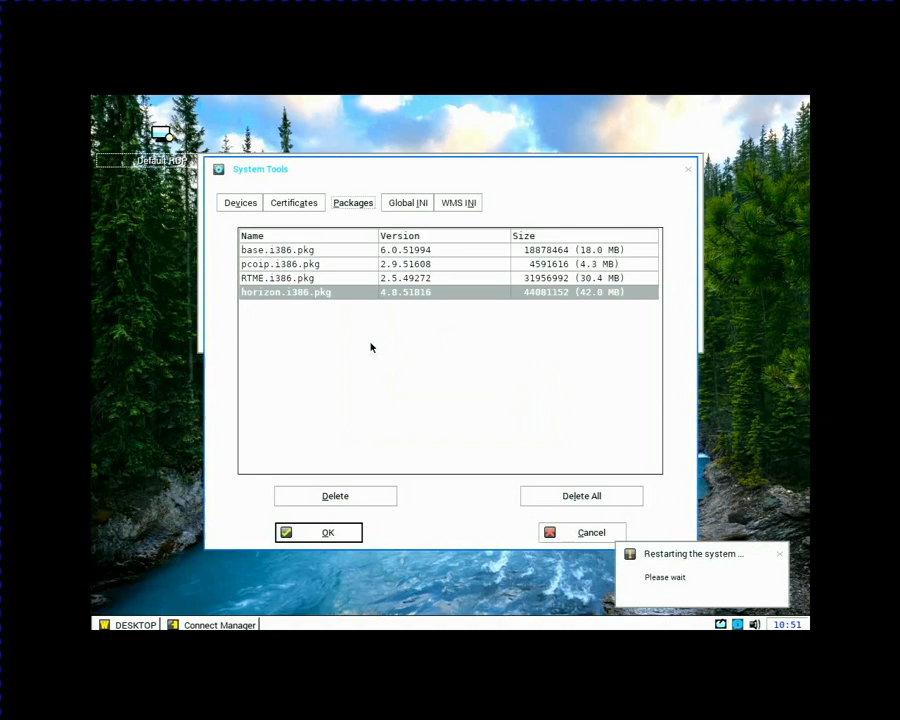 Default RDP
System Tools
Devices Certificates Packages Global INI WMS INI
Name Version Size
base.i386.pkg 6.0.51994 18878464 (18.0 MB)
pcoip.i386.pkg 2.9.51608 4591616 (4.3 MB)
RTME.i386.pkg 2.5.49272 31956992 (30.4 MB)
horizon.i386.pkg 4.8.51816 44081152 (42.0 MB)
Delete Delete All
OK Cancel
Restarting the system ...
Please wait
DESKTOP Connect Manager 10:51